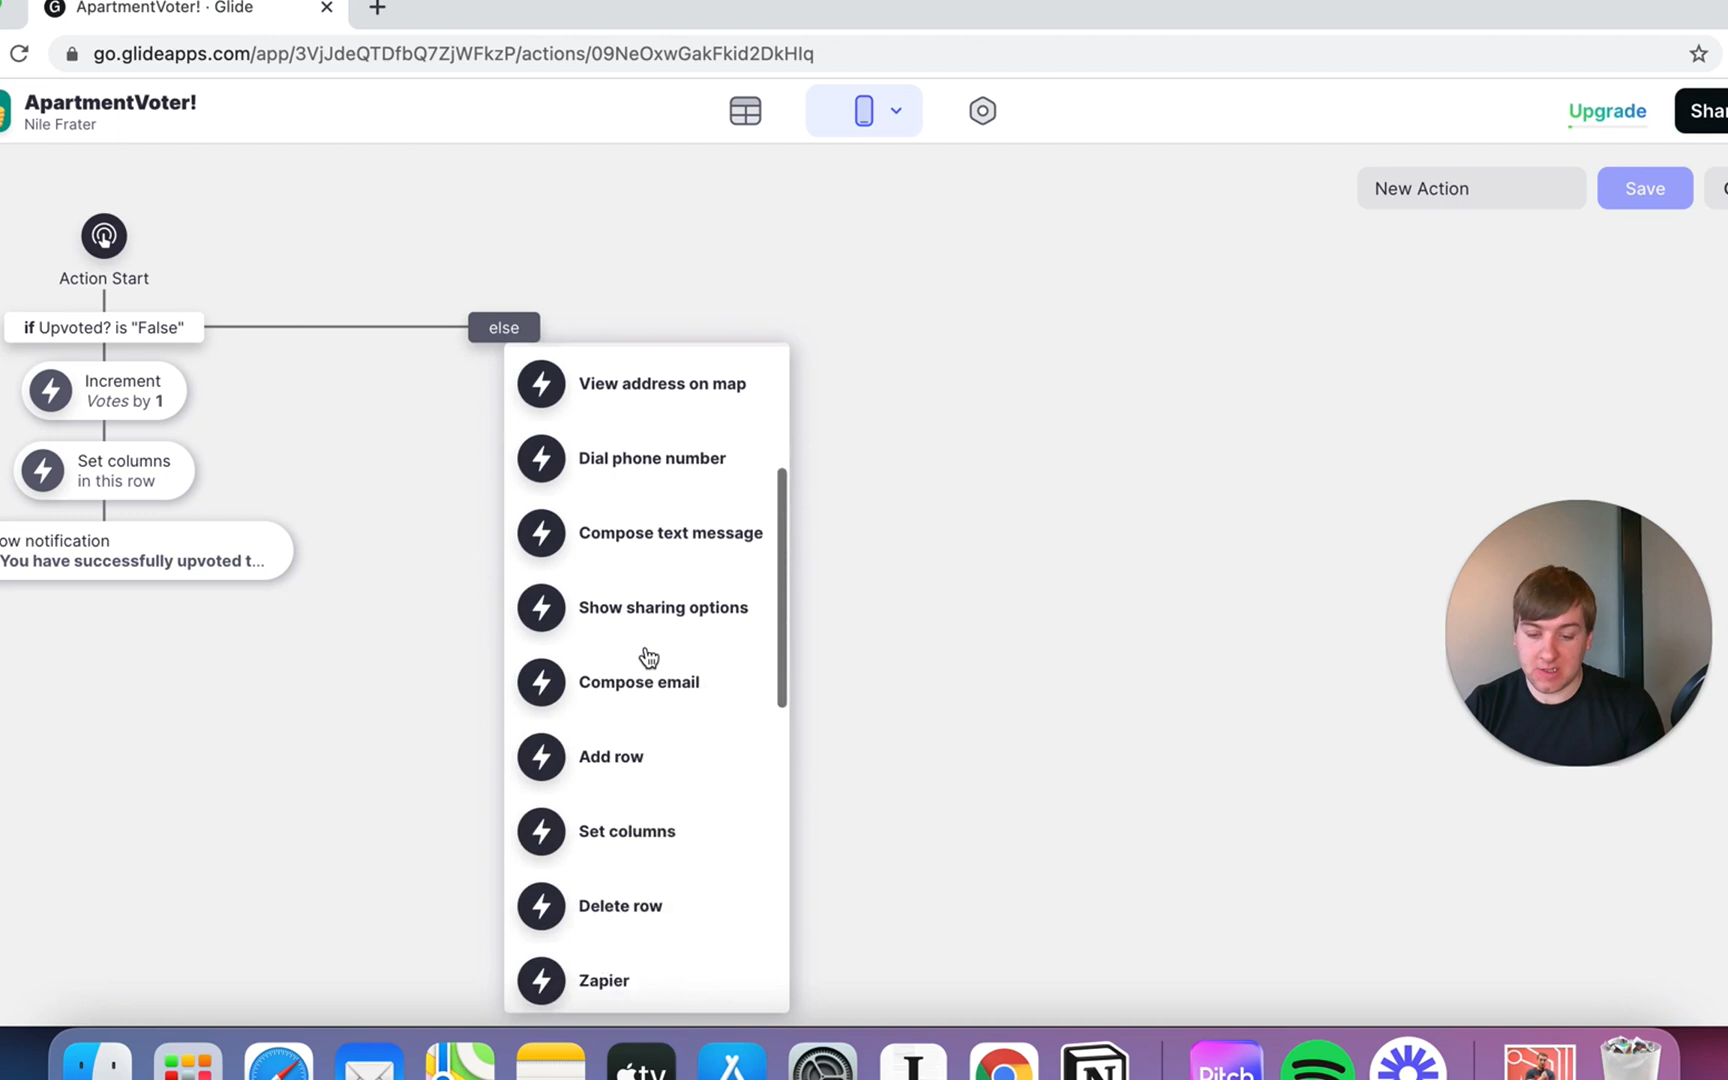 ApartmentVoter! · Glide
go.glideapps.com/app/3VjJdeQTDfbQ7ZjWFkzP/actions/09NeOxwGakFkid2DkHIq
ApartmentVoter!
Nile Frater
Upgrade
Shar
New Action
Save
Action Start
if Upvoted? is "False"
else
Increment
Votes by 1
Set columns
in this row
ow notification
You have successfully upvoted t...
View address on map
Dial phone number
Compose text message
Show sharing options
Compose email
Add row
Set columns
Delete row
Zapier
tv
Pitch